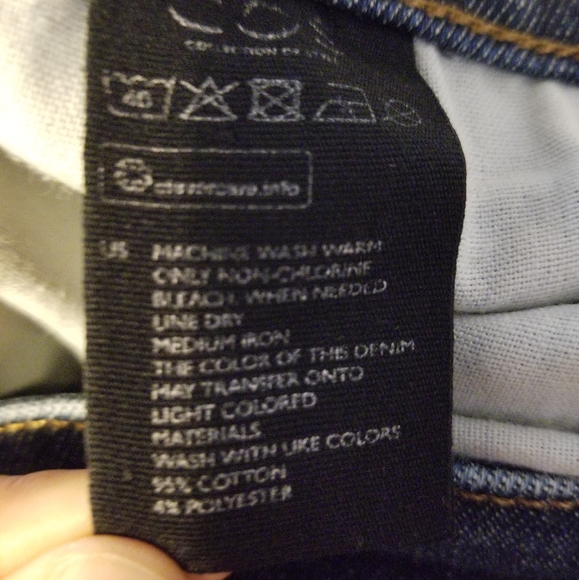 COLLECTION OF STYLE
40
clevercare.info
US MACHINE WASH WARM
ONLY NON-CHLORINE
BLEACH, WHEN NEEDED
LINE DRY
MEDIUM IRON
THE COLOR OF THIS DENIM
MAY TRANSFER ONTO
LIGHT COLORED
MATERIALS
WASH WITH LIKE COLORS
96% COTTON
4% POLYESTER